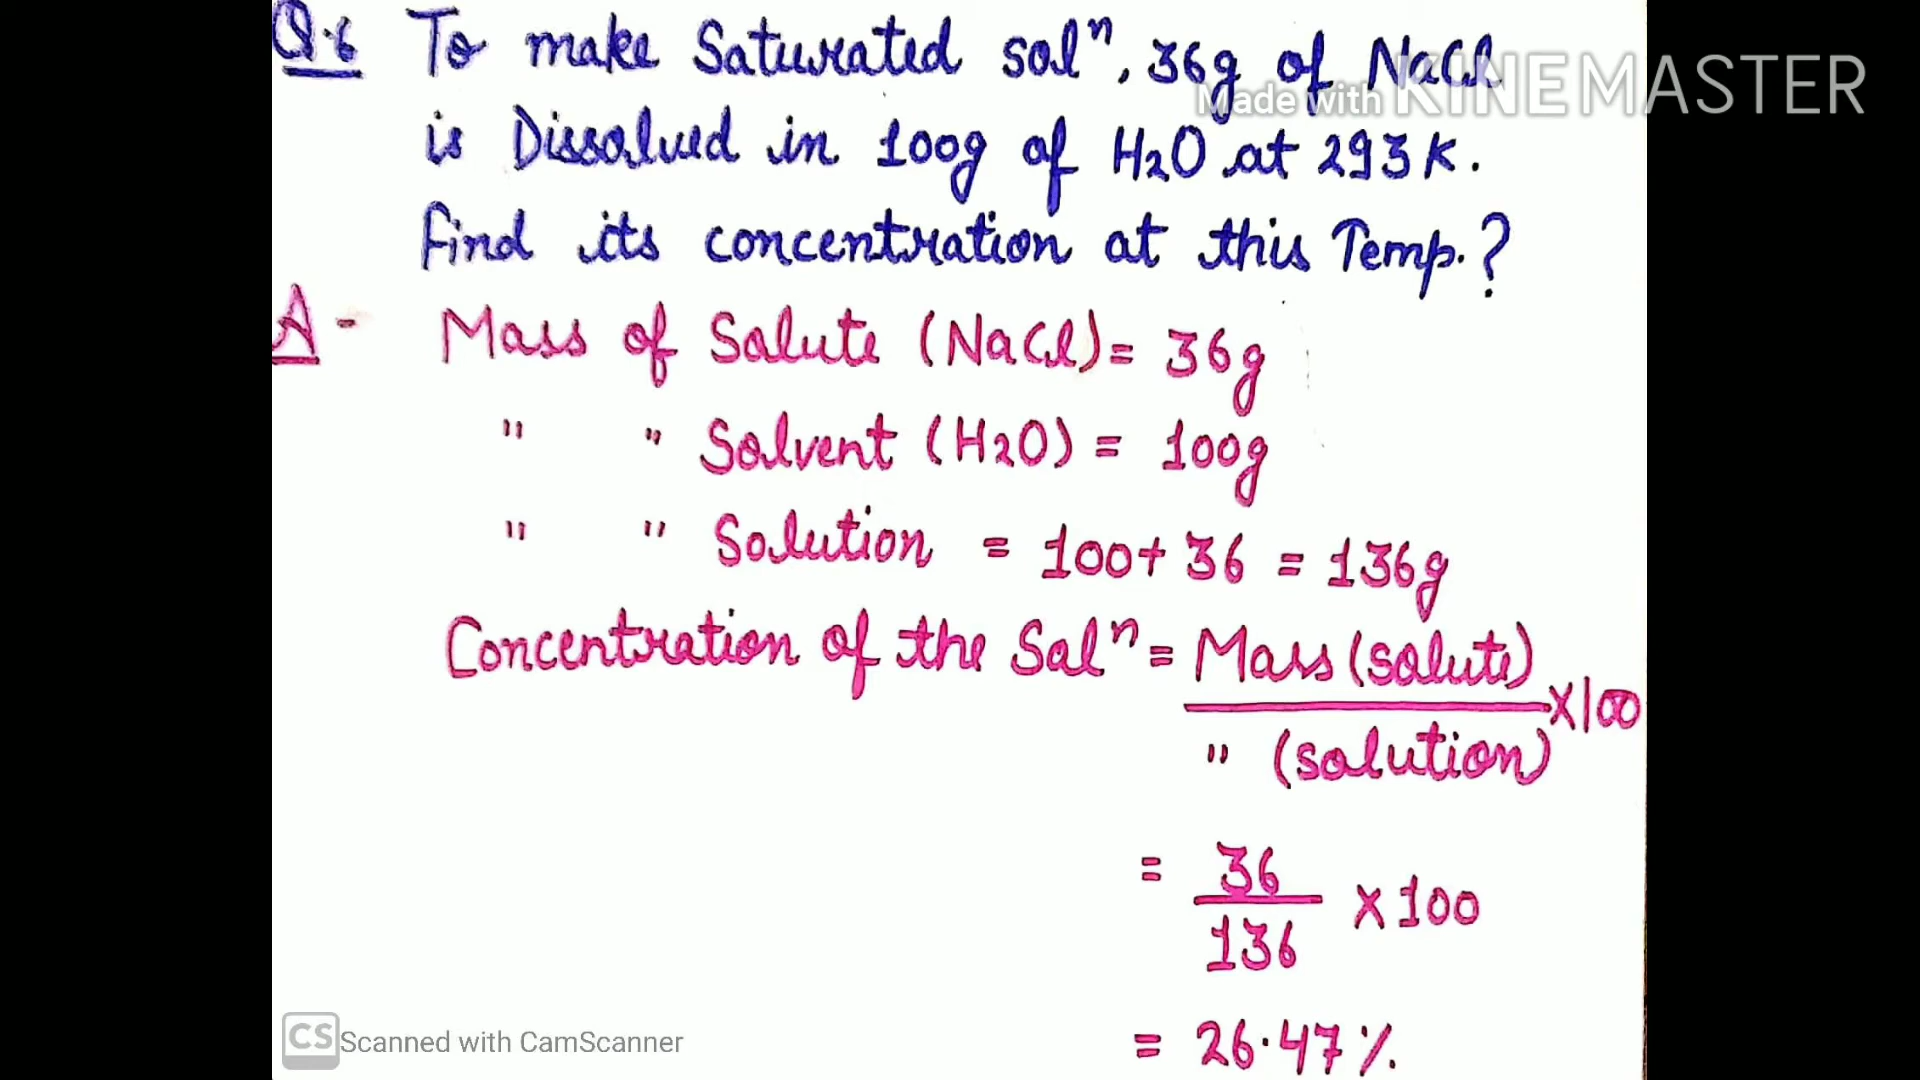 Q.6 To make Saturated solⁿ, 36g of NaCl
Made with KINEMASTER
is Dissolved in 100g of H2O at 293K.
Find its concentration at this Temp.?
A- Mass of Solute (NaCl) = 36g
" " Solvent (H2O) = 100g
" " Solution = 100+ 36 = 136g
Concentration of the Solⁿ = Mass (solute)
" (solution) X100
= 36
136 X 100
= 26.47%
CS Scanned with CamScanner